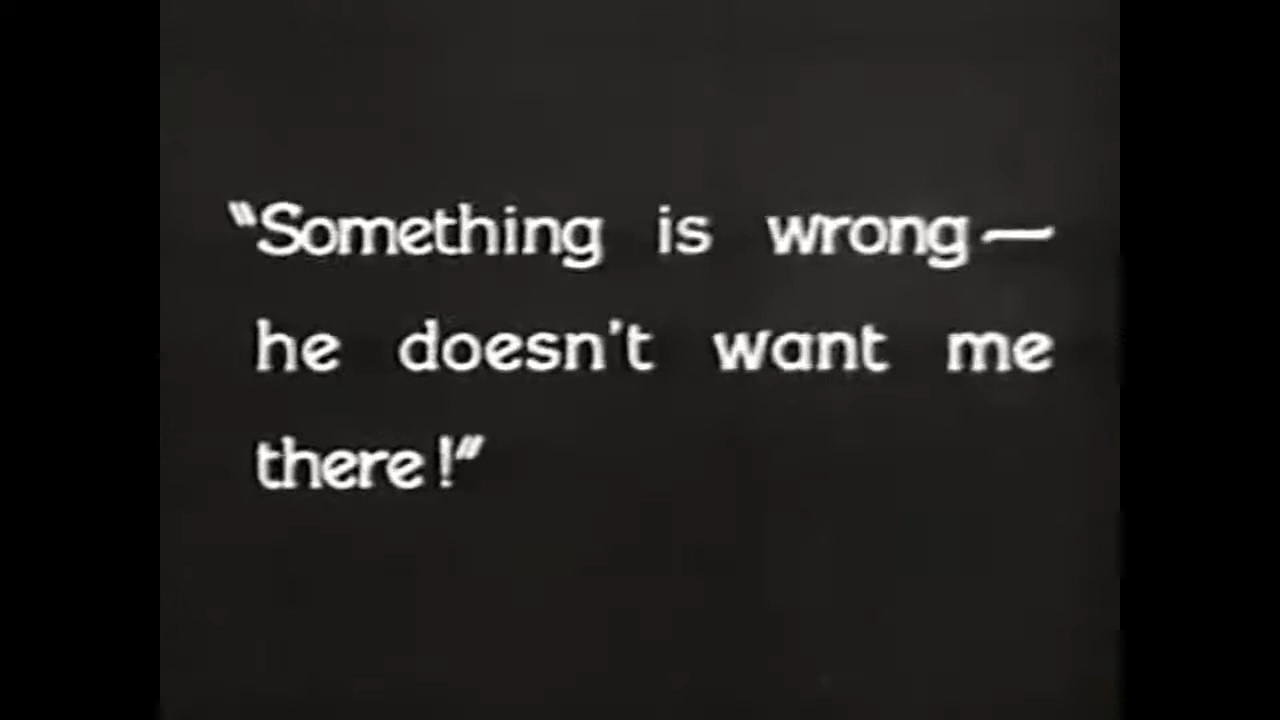 "Something is wrong—
he doesn't want me
there!"